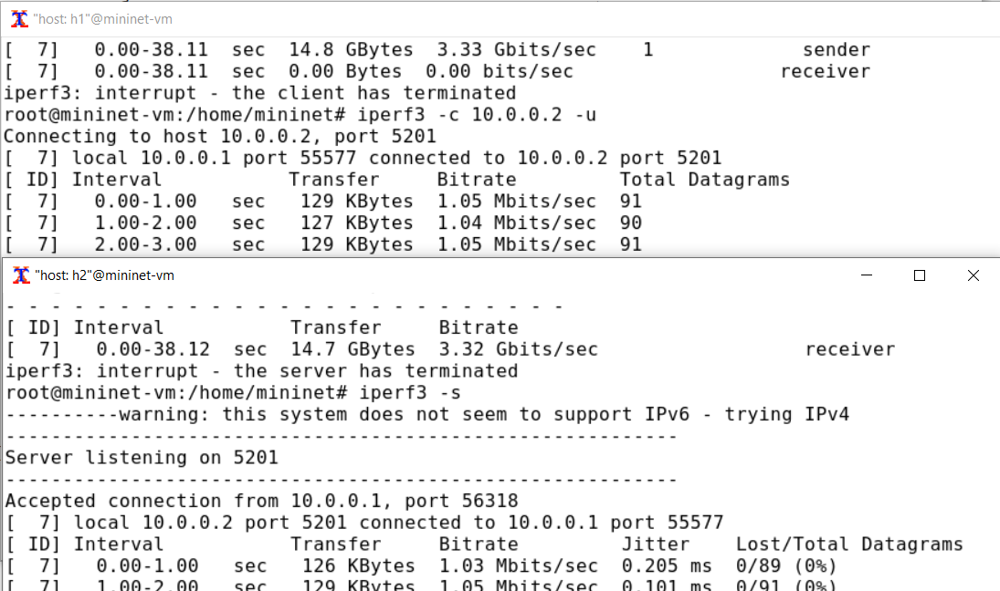 "host: h1"@mininet-vm
[  7]   0.00-38.11  sec  14.8 GBytes  3.33 Gbits/sec    1             sender
[  7]   0.00-38.11  sec  0.00 Bytes  0.00 bits/sec                  receiver
iperf3: interrupt - the client has terminated
root@mininet-vm:/home/mininet# iperf3 -c 10.0.0.2 -u
Connecting to host 10.0.0.2, port 5201
[  7] local 10.0.0.1 port 55577 connected to 10.0.0.2 port 5201
[ ID] Interval           Transfer     Bitrate         Total Datagrams
[  7]   0.00-1.00   sec   129 KBytes  1.05 Mbits/sec  91
[  7]   1.00-2.00   sec   127 KBytes  1.04 Mbits/sec  90
[  7]   2.00-3.00   sec   129 KBytes  1.05 Mbits/sec  91
"host: h2"@mininet-vm
- - - - - - - - - - - - - - - - - - - - - - - - -
[ ID] Interval           Transfer     Bitrate
[  7]   0.00-38.12  sec  14.7 GBytes  3.32 Gbits/sec                  receiver
iperf3: interrupt - the server has terminated
root@mininet-vm:/home/mininet# iperf3 -s
----------warning: this system does not seem to support IPv6 - trying IPv4
-----------------------------------------------------------
Server listening on 5201
-----------------------------------------------------------
Accepted connection from 10.0.0.1, port 56318
[  7] local 10.0.0.2 port 5201 connected to 10.0.0.1 port 55577
[ ID] Interval           Transfer     Bitrate         Jitter    Lost/Total Datagrams
[  7]   0.00-1.00   sec   126 KBytes  1.03 Mbits/sec  0.205 ms  0/89 (0%)
[  7]   1.00-2.00   sec   129 KBytes  1.05 Mbits/sec  0.101 ms  0/91 (0%)